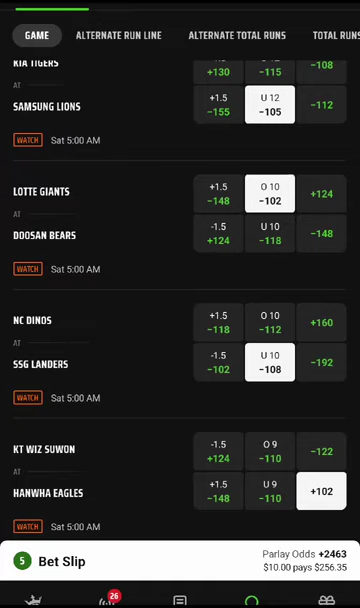 GAME ALTERNATE RUN LINE ALTERNATE TOTAL RUNS TOTAL RUNS
KIA TIGERS
+130 −115 −108
AT
+1.5 U 12
SAMSUNG LIONS
−155 −105 −112
WATCH Sat 5:00 AM
+1.5 O 10
LOTTE GIANTS
−148 −102 +124
AT
-1.5 U 10
DOOSAN BEARS
+124 −118 −148
WATCH Sat 5:00 AM
+1.5 O 10
NC DINOS
−118 −112 +160
AT
-1.5 U 10
SSG LANDERS
−102 −108 −192
WATCH Sat 5:00 AM
-1.5 O 9
KT WIZ SUWON
+124 −110 −122
AT
+1.5 U 9
HANWHA EAGLES
−148 −110 +102
WATCH Sat 5:00 AM
5 Bet Slip
Parlay Odds +2463
$10.00 pays $256.35
26